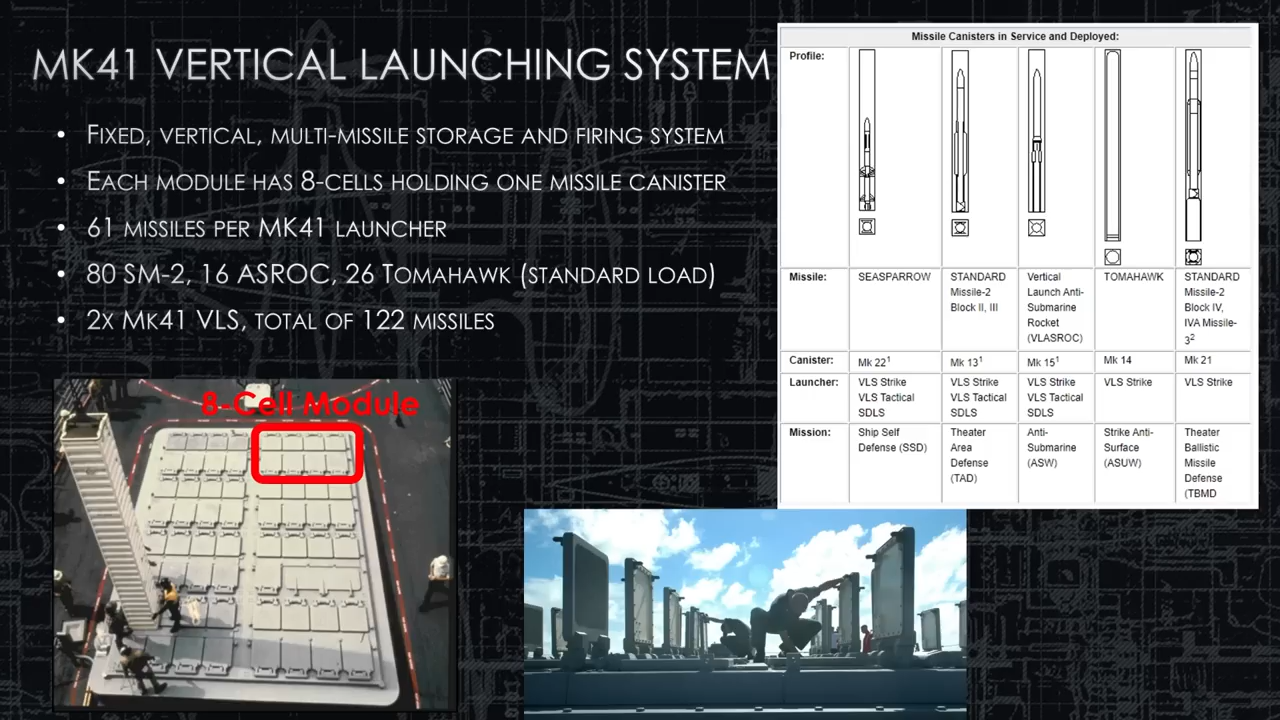 MK41 VERTICAL LAUNCHING SYSTEM
• FIXED, VERTICAL, MULTI-MISSILE STORAGE AND FIRING SYSTEM
• EACH MODULE HAS 8-CELLS HOLDING ONE MISSILE CANISTER
• 61 MISSILES PER MK41 LAUNCHER
• 80 SM-2, 16 ASROC, 26 TOMAHAWK (STANDARD LOAD)
• 2X MK41 VLS, TOTAL OF 122 MISSILES
8-Cell Module
Missile Canisters in Service and Deployed:
Profile:
Missile: SEASPARROW STANDARD Vertical TOMAHAWK STANDARD
Missile-2 Launch Anti- Missile-2
Block II, III Submarine Block IV,
Rocket IVA Missile-
(VLASROC) 3²
Canister: Mk 22¹ Mk 13¹ Mk 15¹ Mk 14 Mk 21
Launcher: VLS Strike VLS Strike VLS Strike VLS Strike VLS Strike
VLS Tactical VLS Tactical VLS Tactical
SDLS SDLS SDLS
Mission: Ship Self Theater Anti- Strike Anti- Theater
Defense (SSD) Area Submarine Surface Ballistic
Defense (ASW) (ASUW) Missile
(TAD) Defense
(TBMD